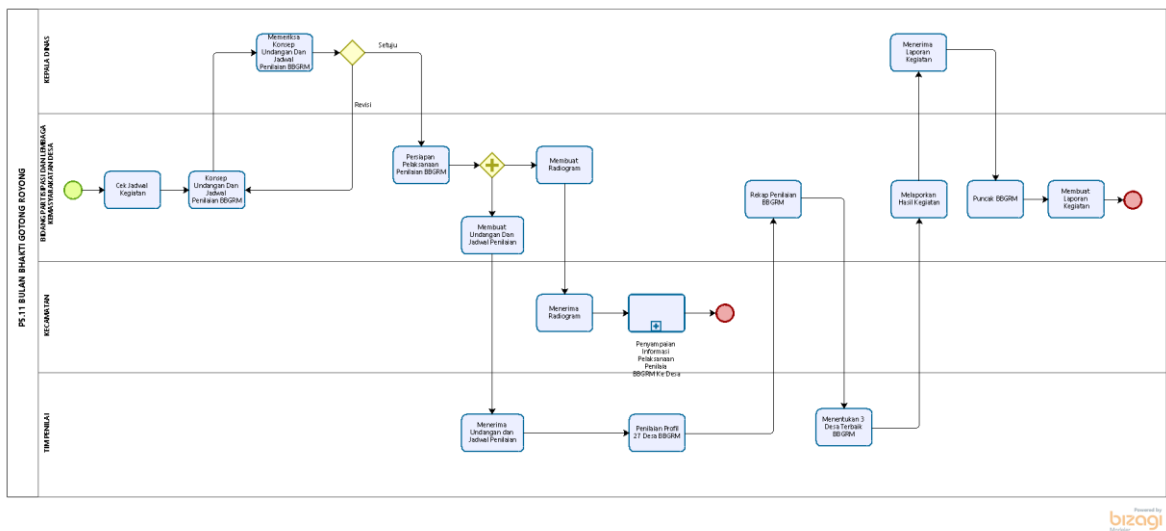 PS.11 BULAN BHAKTI GOTONG ROYONG
KEPALA DINAS
Memeriksa
Konsep
Undangan Dan
Jadwal
Penilaian BBGRM
Setuju
Revisi
Menerima
Laporan
Kegiatan
BIDANG PARTISIPASI DAN LEMBAGA
KEMASYARAKATAN DESA
Cek Jadwal
Kegiatan
Konsep
Undangan Dan
Jadwal
Penilaian BBGRM
Persiapan
Pelaksanaan
Penilaian BBGRM
Membuat
Radiogram
Membuat
Undangan Dan
Jadwal Penilaian
Rekap Penilaian
BBGRM
Melaporkan
Hasil Kegiatan
Puncak BBGRM
Membuat
Laporan
Kegiatan
KECAMATAN
Menerima
Radiogram
Penyampaian
Informasi
Pelaksanaan
Penilaia
BBGRM Ke Desa
TIM PENILAI
Menerima
Undangan dan
Jadwal Penilaian
Penilaian Profil
27 Desa BBGRM
Menentukan 3
Desa Terbaik
BBGRM
Powered by
bizagi
Modeler